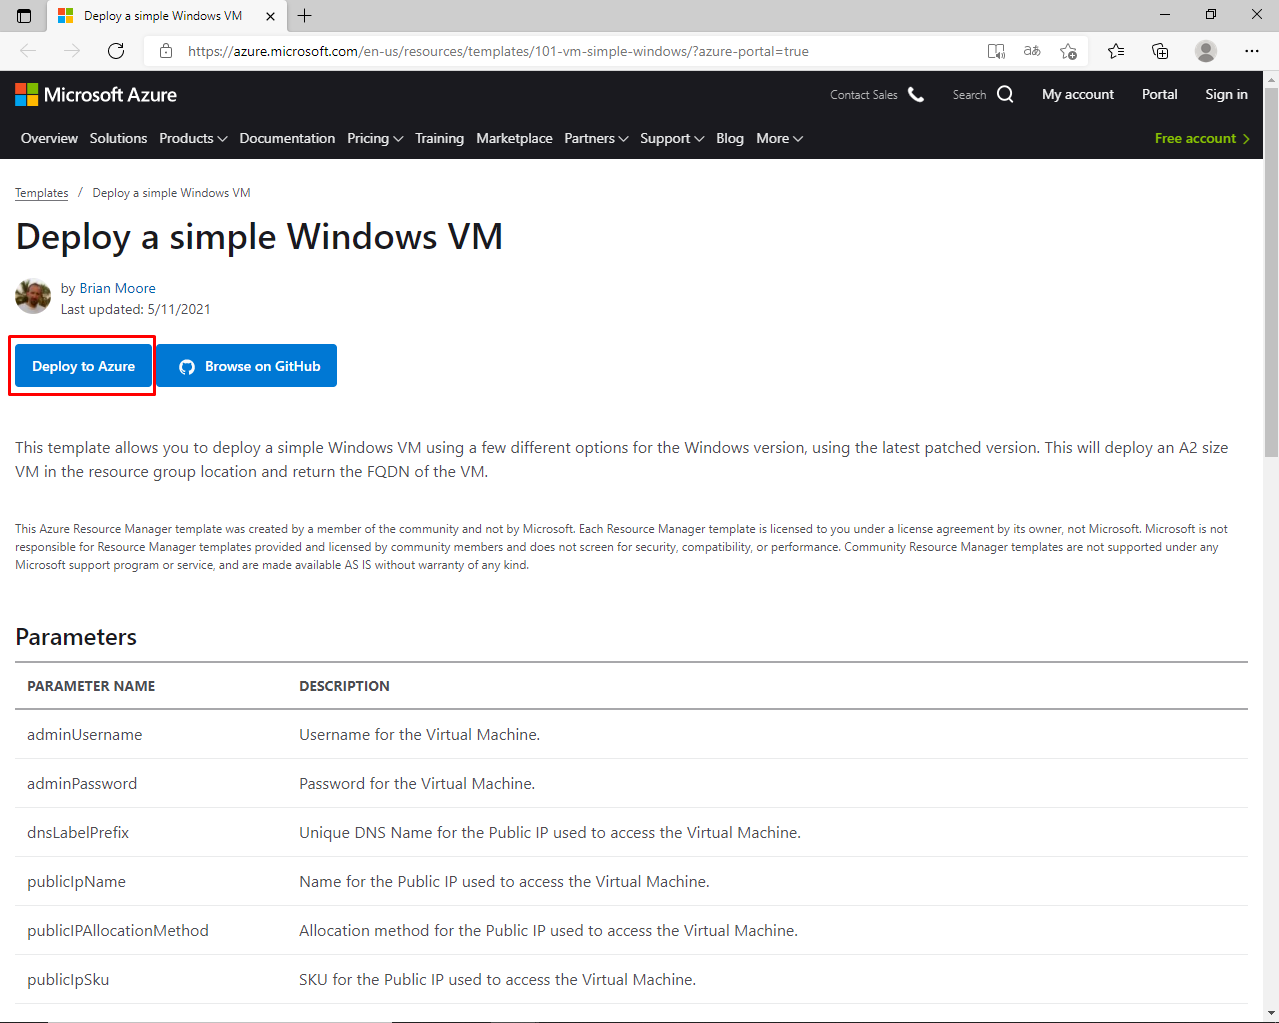 Deploy a simple Windows VM
https://azure.microsoft.com/en-us/resources/templates/101-vm-simple-windows/?azure-portal=true
Microsoft Azure
Contact Sales
Search
My account
Portal
Sign in
Overview Solutions Products Documentation Pricing Training Marketplace Partners Support Blog More
Free account
Templates / Deploy a simple Windows VM
Deploy a simple Windows VM
by Brian Moore
Last updated: 5/11/2021
Deploy to Azure
Browse on GitHub
This template allows you to deploy a simple Windows VM using a few different options for the Windows version, using the latest patched version. This will deploy an A2 size
VM in the resource group location and return the FQDN of the VM.
This Azure Resource Manager template was created by a member of the community and not by Microsoft. Each Resource Manager template is licensed to you under a license agreement by its owner, not Microsoft. Microsoft is not
responsible for Resource Manager templates provided and licensed by community members and does not screen for security, compatibility, or performance. Community Resource Manager templates are not supported under any
Microsoft support program or service, and are made available AS IS without warranty of any kind.
Parameters
PARAMETER NAME DESCRIPTION
adminUsername Username for the Virtual Machine.
adminPassword Password for the Virtual Machine.
dnsLabelPrefix Unique DNS Name for the Public IP used to access the Virtual Machine.
publicIpName Name for the Public IP used to access the Virtual Machine.
publicIPAllocationMethod Allocation method for the Public IP used to access the Virtual Machine.
publicIpSku SKU for the Public IP used to access the Virtual Machine.